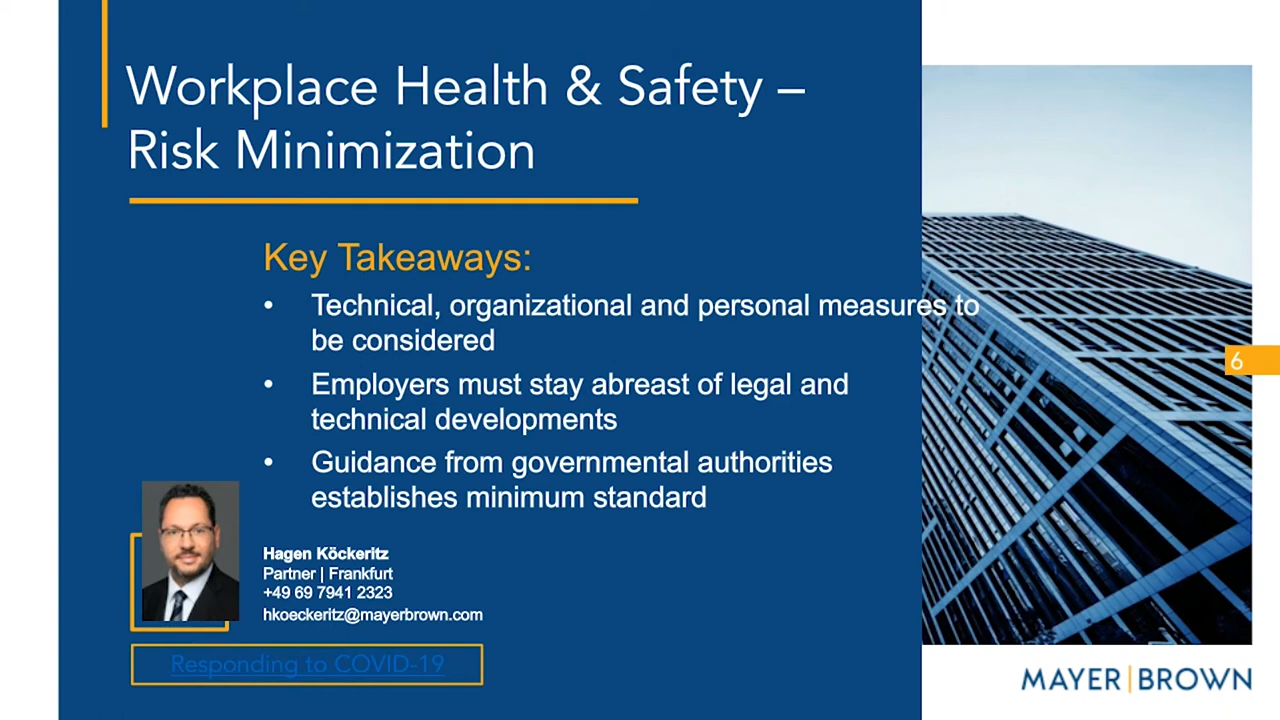 Workplace Health & Safety –
Risk Minimization
Key Takeaways:
• Technical, organizational and personal measures to
be considered
• Employers must stay abreast of legal and
technical developments
• Guidance from governmental authorities
establishes minimum standard
6
Hagen Köckeritz
Partner | Frankfurt
+49 69 7941 2323
hkoeckeritz@mayerbrown.com
Responding to COVID-19
MAYER|BROWN